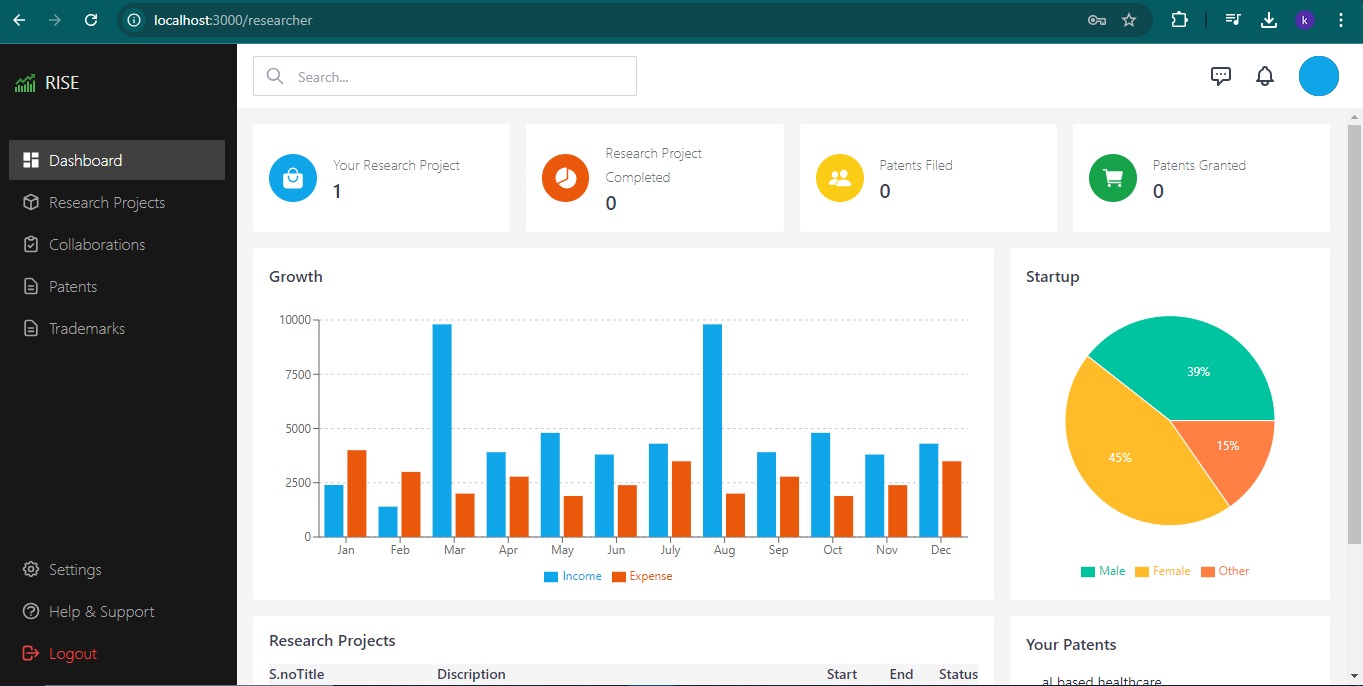 localhost:3000/researcher
k
RISE
Search...
Dashboard
Research Projects
Collaborations
Patents
Trademarks
Settings
Help & Support
Logout
Your Research Project
1
Research Project
Completed
0
Patents Filed
0
Patents Granted
0
Growth
10000
7500
5000
2500
0
Jan Feb Mar Apr May Jun July Aug Sep Oct Nov Dec
Income Expense
Startup
39%
45%
15%
Male Female Other
Research Projects
S.noTitle Discription Start End Status
Your Patents
aI based healthcare